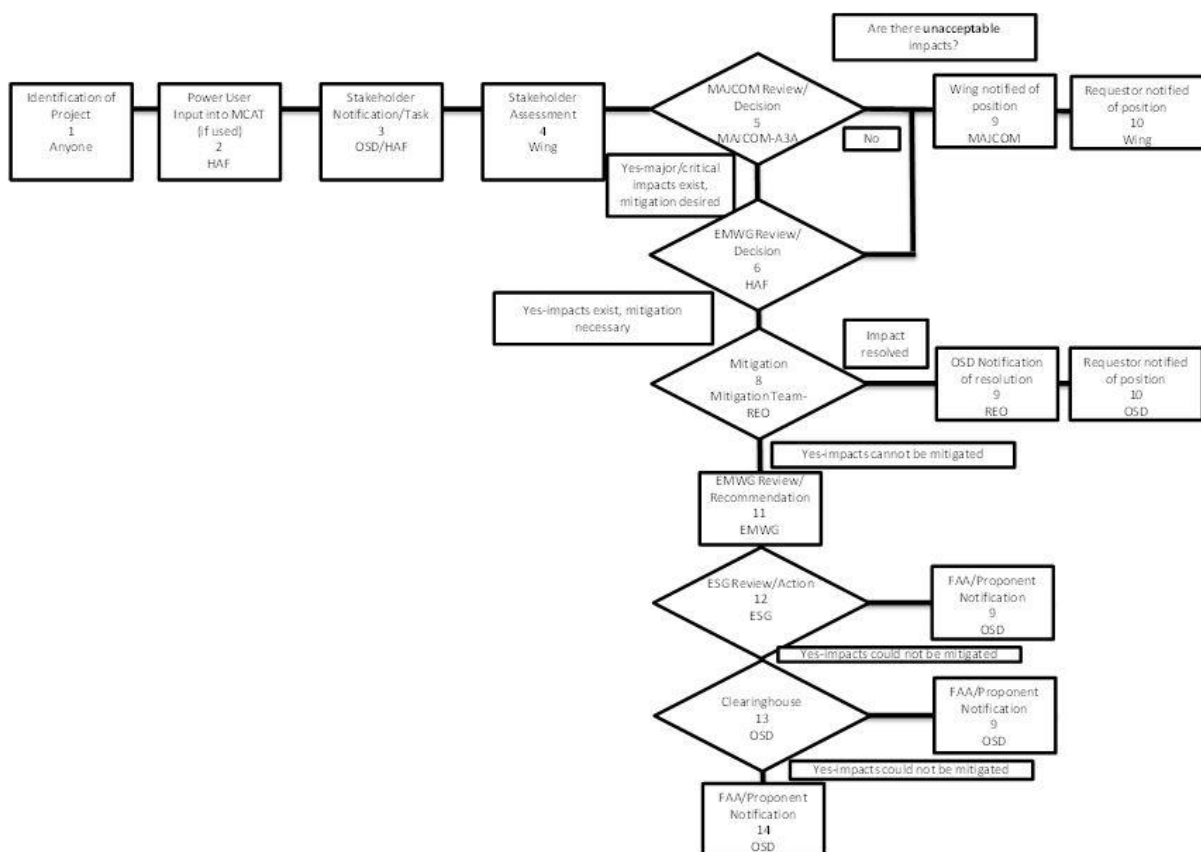 Are there unacceptable
impacts?
Identification of
Project
1
Anyone
Power User
Input into MCAT
(if used)
2
HAF
Stakeholder
Notification/Task
3
OSD/HAF
Stakeholder
Assessment
4
Wing
MAJCOM Review/
Decision
5
MAJCOM-A3A
No
Wing notified of
position
9
MAJCOM
Requestor notified
of position
10
Wing
Yes-major/critical
impacts exist,
mitigation desired
EMWG Review/
Decision
6
HAF
Yes-impacts exist, mitigation
necessary
Impact
resolved
Mitigation
8
Mitigation Team-
REO
OSD Notification
of resolution
9
REO
Requestor notified
of position
10
OSD
Yes-impacts cannot be mitigated
EMWG Review/
Recommendation
11
EMWG
ESG Review/Action
12
ESG
FAA/Proponent
Notification
9
OSD
Yes-impacts could not be mitigated
Clearinghouse
13
OSD
FAA/Proponent
Notification
9
OSD
Yes-impacts could not be mitigated
FAA/Proponent
Notification
14
OSD